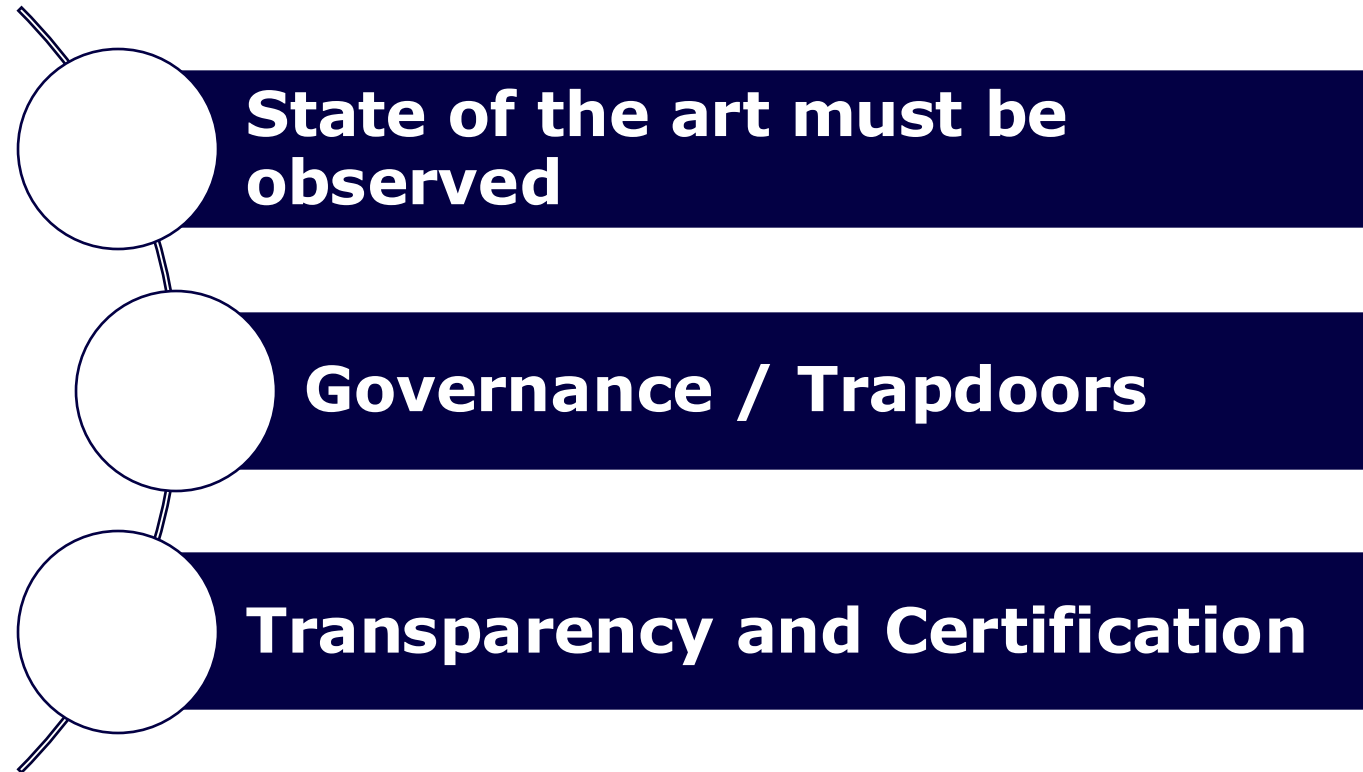 State of the art must be
observed
Governance / Trapdoors
Transparency and Certification